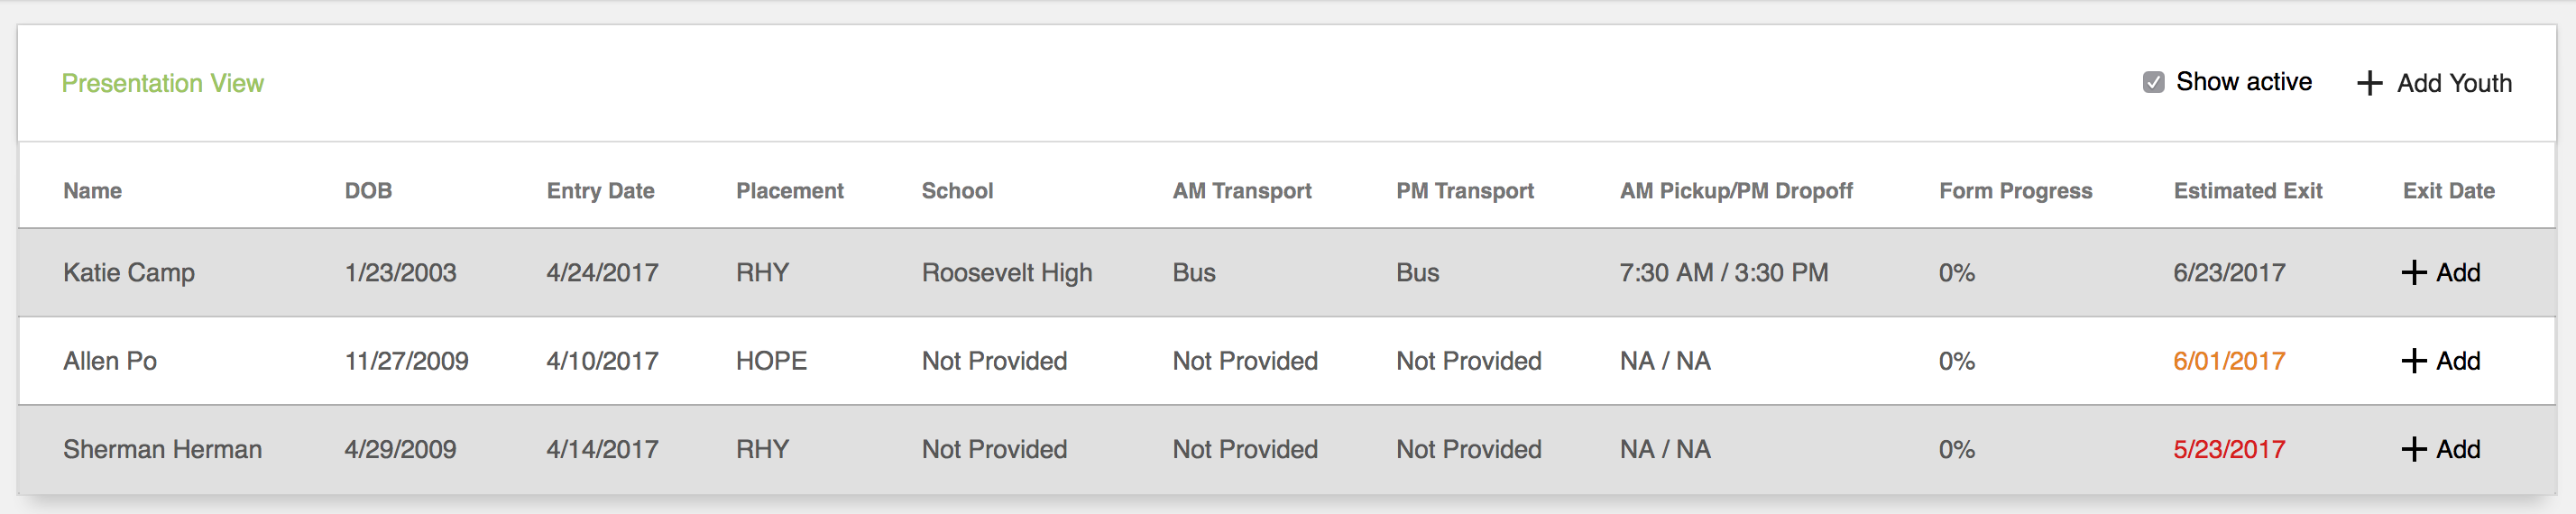 Presentation View Show active Add Youth
Name DOB Entry Date Placement School AM Transport PM Transport AM Pickup/PM Dropoff Form Progress Estimated Exit Exit Date
Katie Camp 1/23/2003 4/24/2017 RHY Roosevelt High Bus Bus 7:30 AM / 3:30 PM 0% 6/23/2017 + Add
Allen Po 11/27/2009 4/10/2017 HOPE Not Provided Not Provided Not Provided NA / NA 0% 6/01/2017 + Add
Sherman Herman 4/29/2009 4/14/2017 RHY Not Provided Not Provided Not Provided NA / NA 0% 5/23/2017 + Add